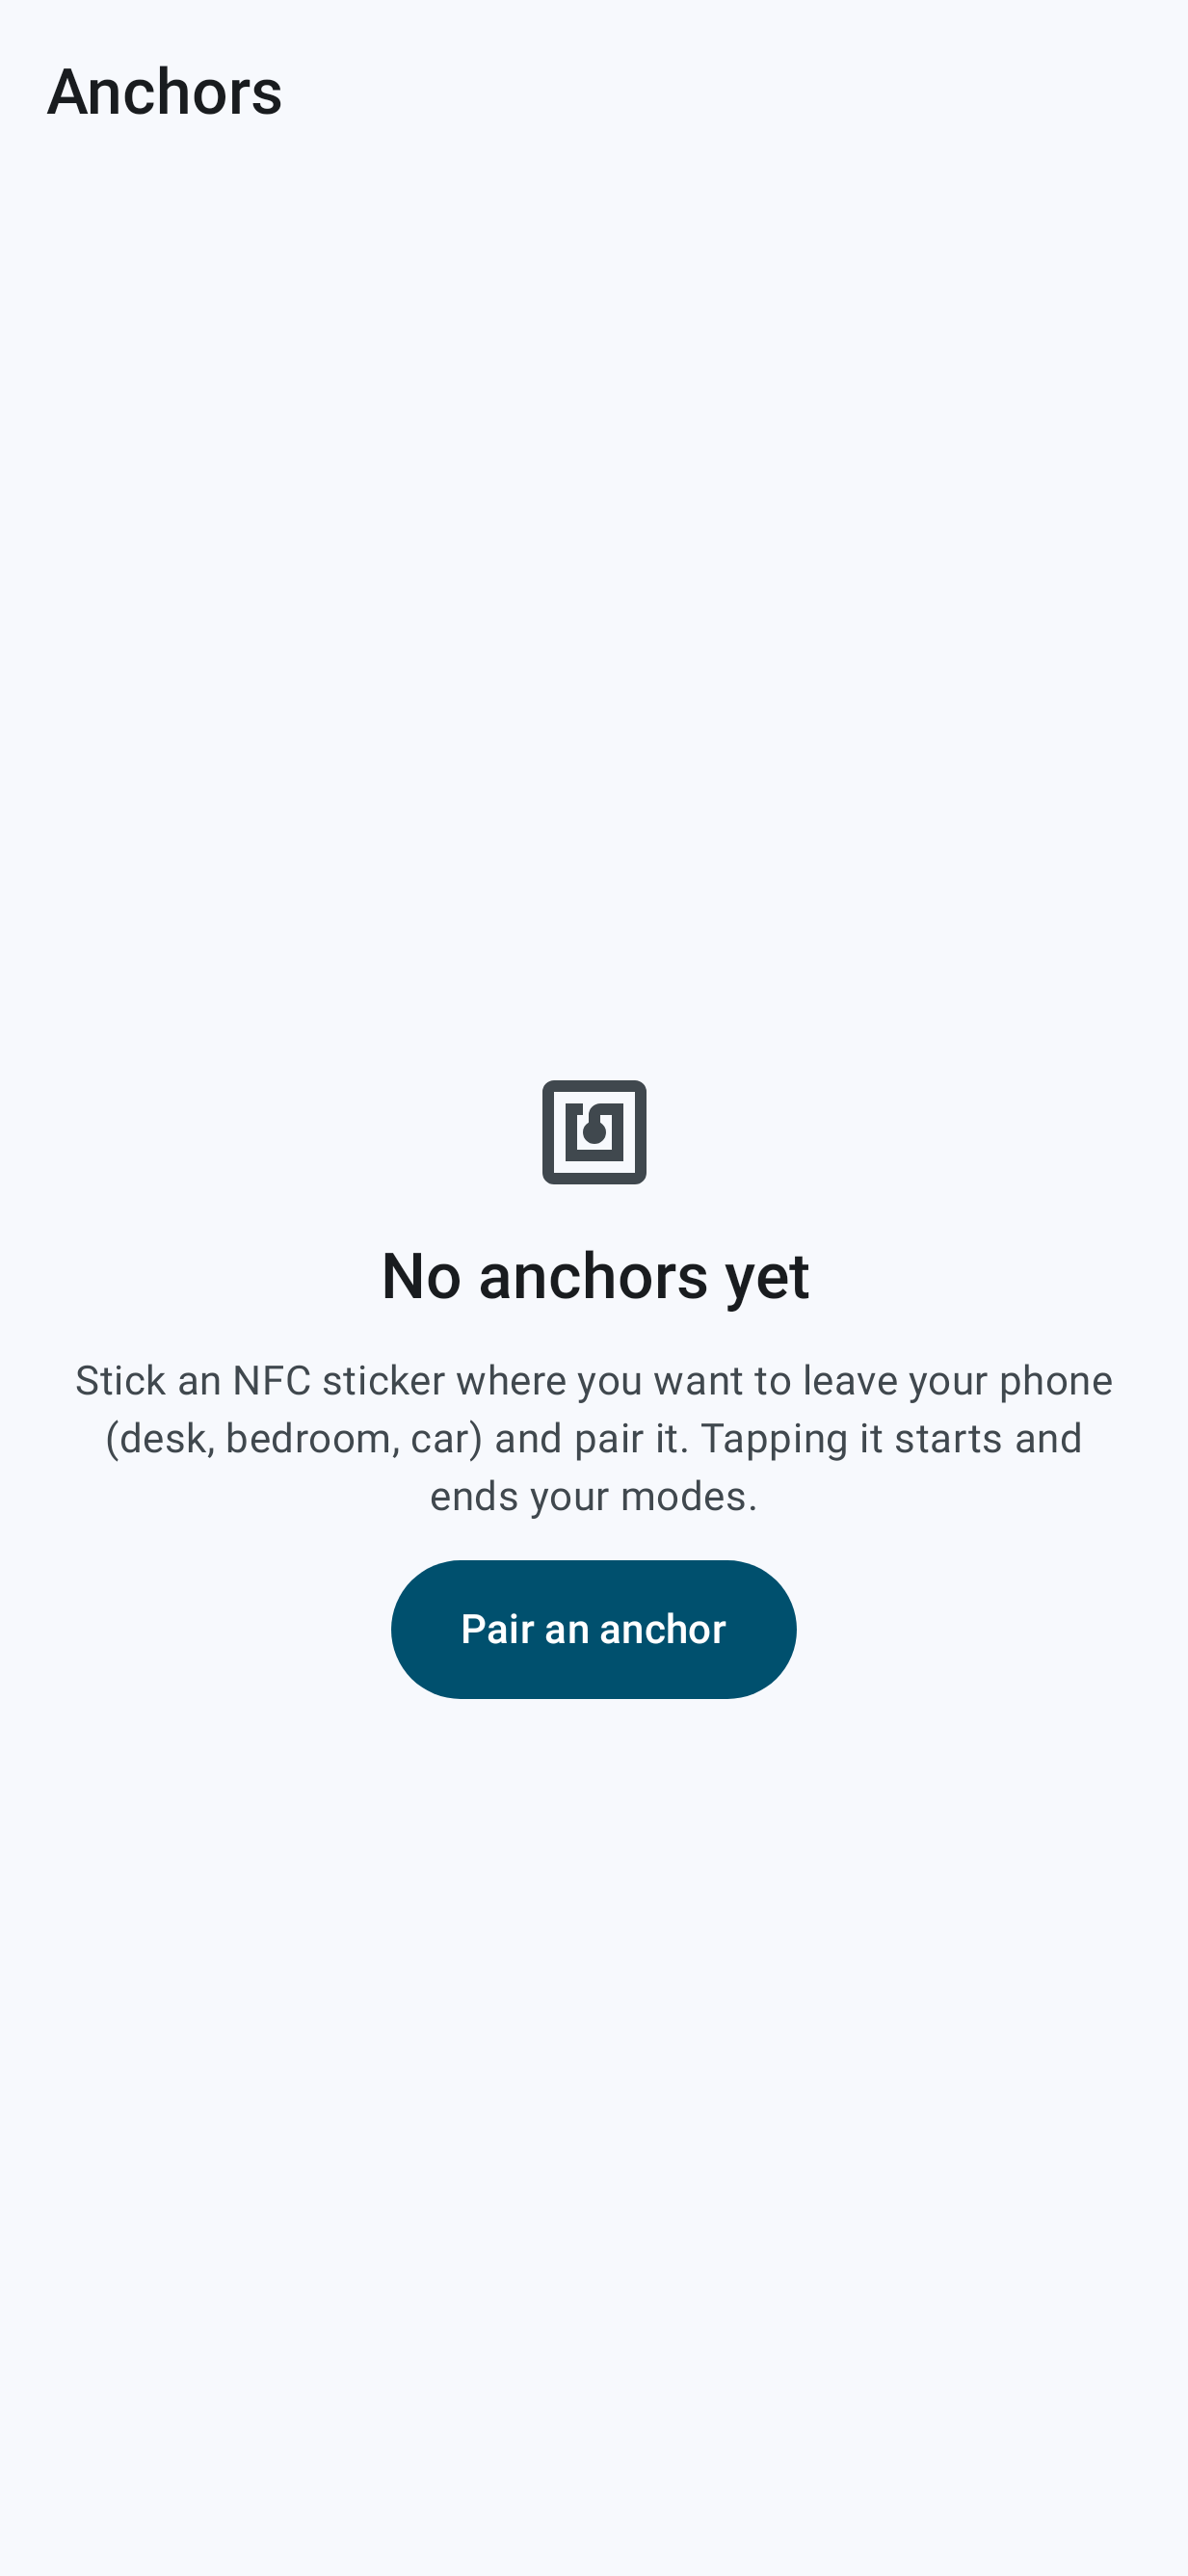 Anchors
No anchors yet
Stick an NFC sticker where you want to leave your phone
(desk, bedroom, car) and pair it. Tapping it starts and
ends your modes.
Pair an anchor